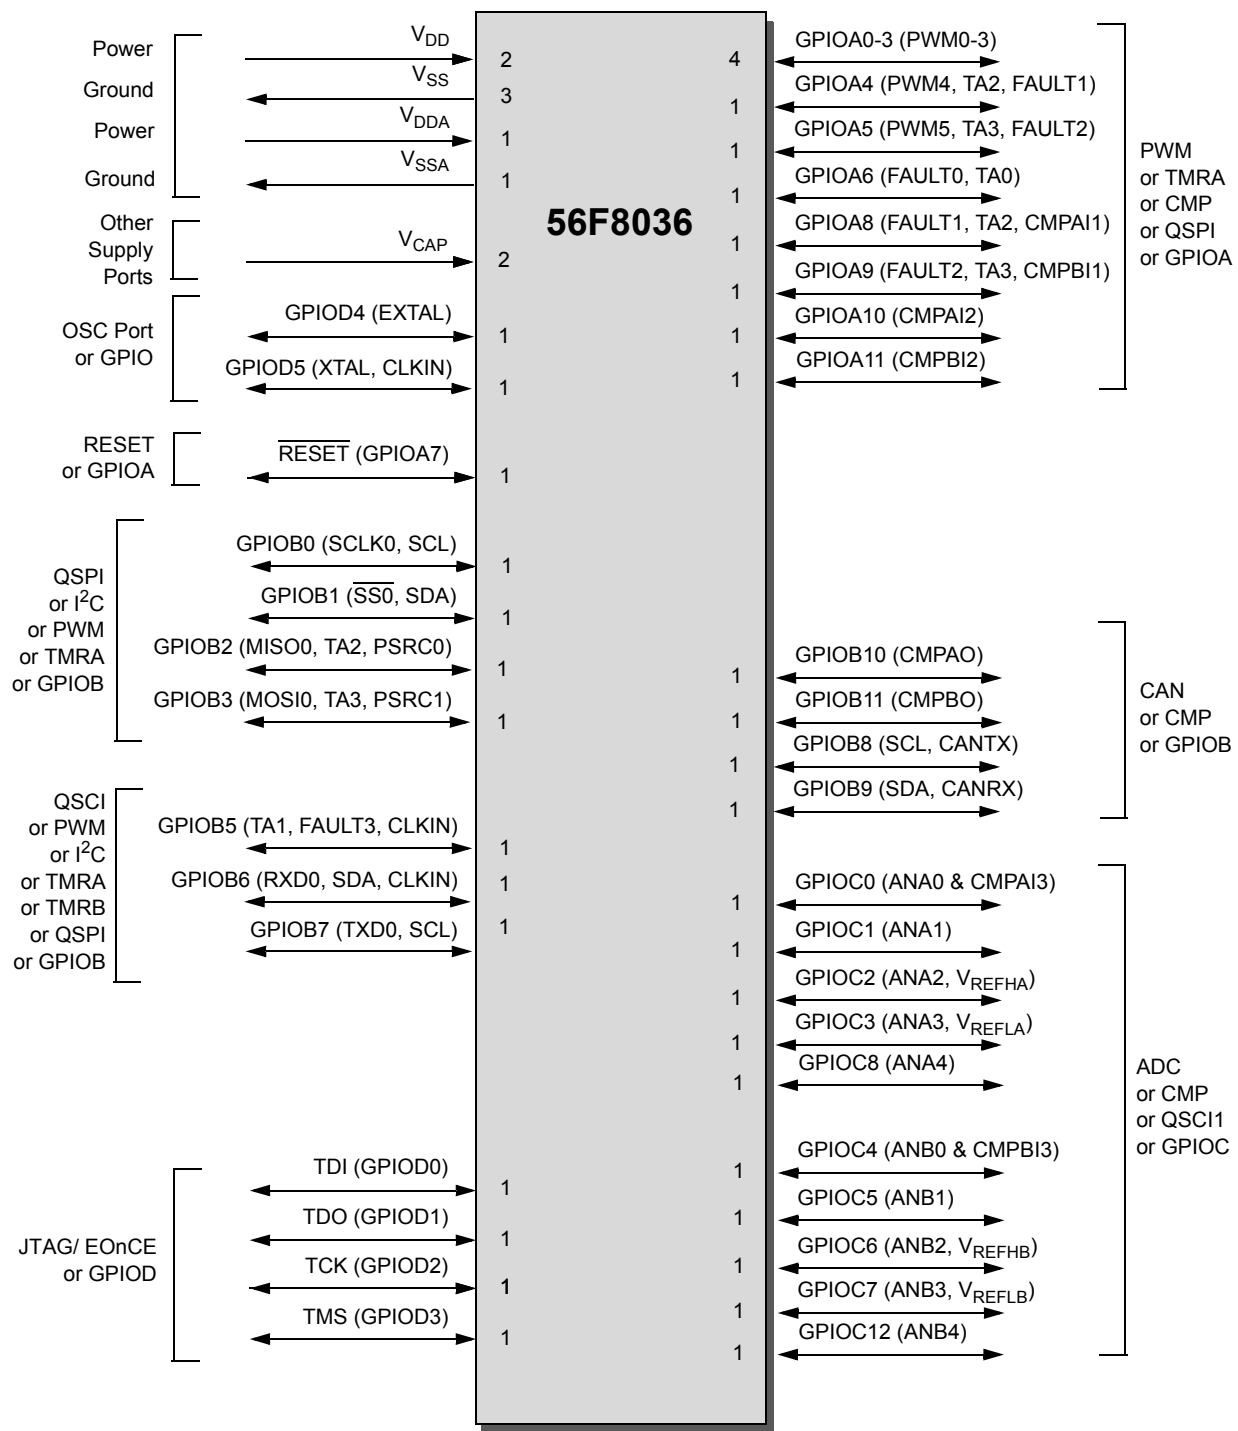 Power
V_DD
2
Ground
V_SS
3
Power
V_DDA
1
Ground
V_SSA
1
Other
Supply
Ports
V_CAP
2
OSC Port
or GPIO
GPIOD4 (EXTAL)
1
GPIOD5 (XTAL, CLKIN)
1
RESET
or GPIOA
RESET (GPIOA7)
1
QSPI
or I²C
or PWM
or TMRA
or GPIOB
GPIOB0 (SCLK0, SCL)
1
GPIOB1 (SS0, SDA)
1
GPIOB2 (MISO0, TA2, PSRC0)
1
GPIOB3 (MOSI0, TA3, PSRC1)
1
QSCI
or PWM
or I²C
or TMRA
or TMRB
or QSPI
or GPIOB
GPIOB5 (TA1, FAULT3, CLKIN)
1
GPIOB6 (RXD0, SDA, CLKIN)
1
GPIOB7 (TXD0, SCL)
1
JTAG/ EOnCE
or GPIOD
TDI (GPIOD0)
1
TDO (GPIOD1)
1
TCK (GPIOD2)
1
TMS (GPIOD3)
1
56F8036
4
GPIOA0-3 (PWM0-3)
1
GPIOA4 (PWM4, TA2, FAULT1)
1
GPIOA5 (PWM5, TA3, FAULT2)
1
GPIOA6 (FAULT0, TA0)
1
GPIOA8 (FAULT1, TA2, CMPAI1)
1
GPIOA9 (FAULT2, TA3, CMPBI1)
1
GPIOA10 (CMPAI2)
1
GPIOA11 (CMPBI2)
PWM
or TMRA
or CMP
or QSPI
or GPIOA
1
GPIOB10 (CMPAO)
1
GPIOB11 (CMPBO)
1
GPIOB8 (SCL, CANTX)
1
GPIOB9 (SDA, CANRX)
CAN
or CMP
or GPIOB
1
GPIOC0 (ANA0 & CMPAI3)
1
GPIOC1 (ANA1)
1
GPIOC2 (ANA2, V_REFHA)
1
GPIOC3 (ANA3, V_REFLA)
1
GPIOC8 (ANA4)
1
GPIOC4 (ANB0 & CMPBI3)
1
GPIOC5 (ANB1)
1
GPIOC6 (ANB2, V_REFHB)
1
GPIOC7 (ANB3, V_REFLB)
1
GPIOC12 (ANB4)
ADC
or CMP
or QSCI1
or GPIOC